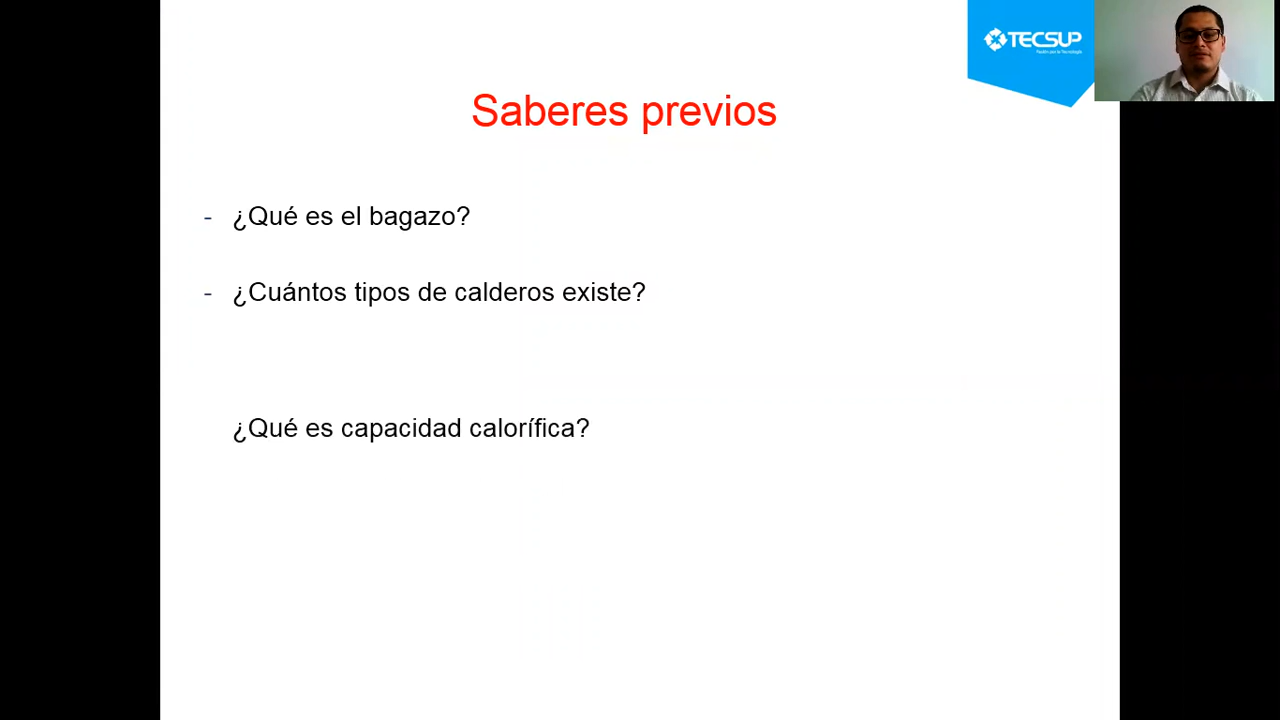 TECSUP
Saberes previos
- ¿Qué es el bagazo?
- ¿Cuántos tipos de calderos existe?
¿Qué es capacidad calorífica?